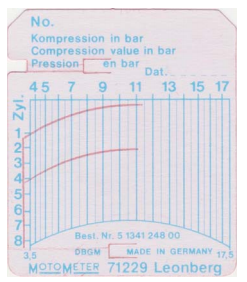 No.
Kompression in bar
Compression value in bar
Pression en bar
Dat.
4 5 7 9 11 13 15 17
Zyl.
1
2
3
4
5
6
7
8
3,5
17,5
Best. Nr. 5 1341 248 00
DBGM MADE IN GERMANY
MOTOMETER 71229 Leonberg